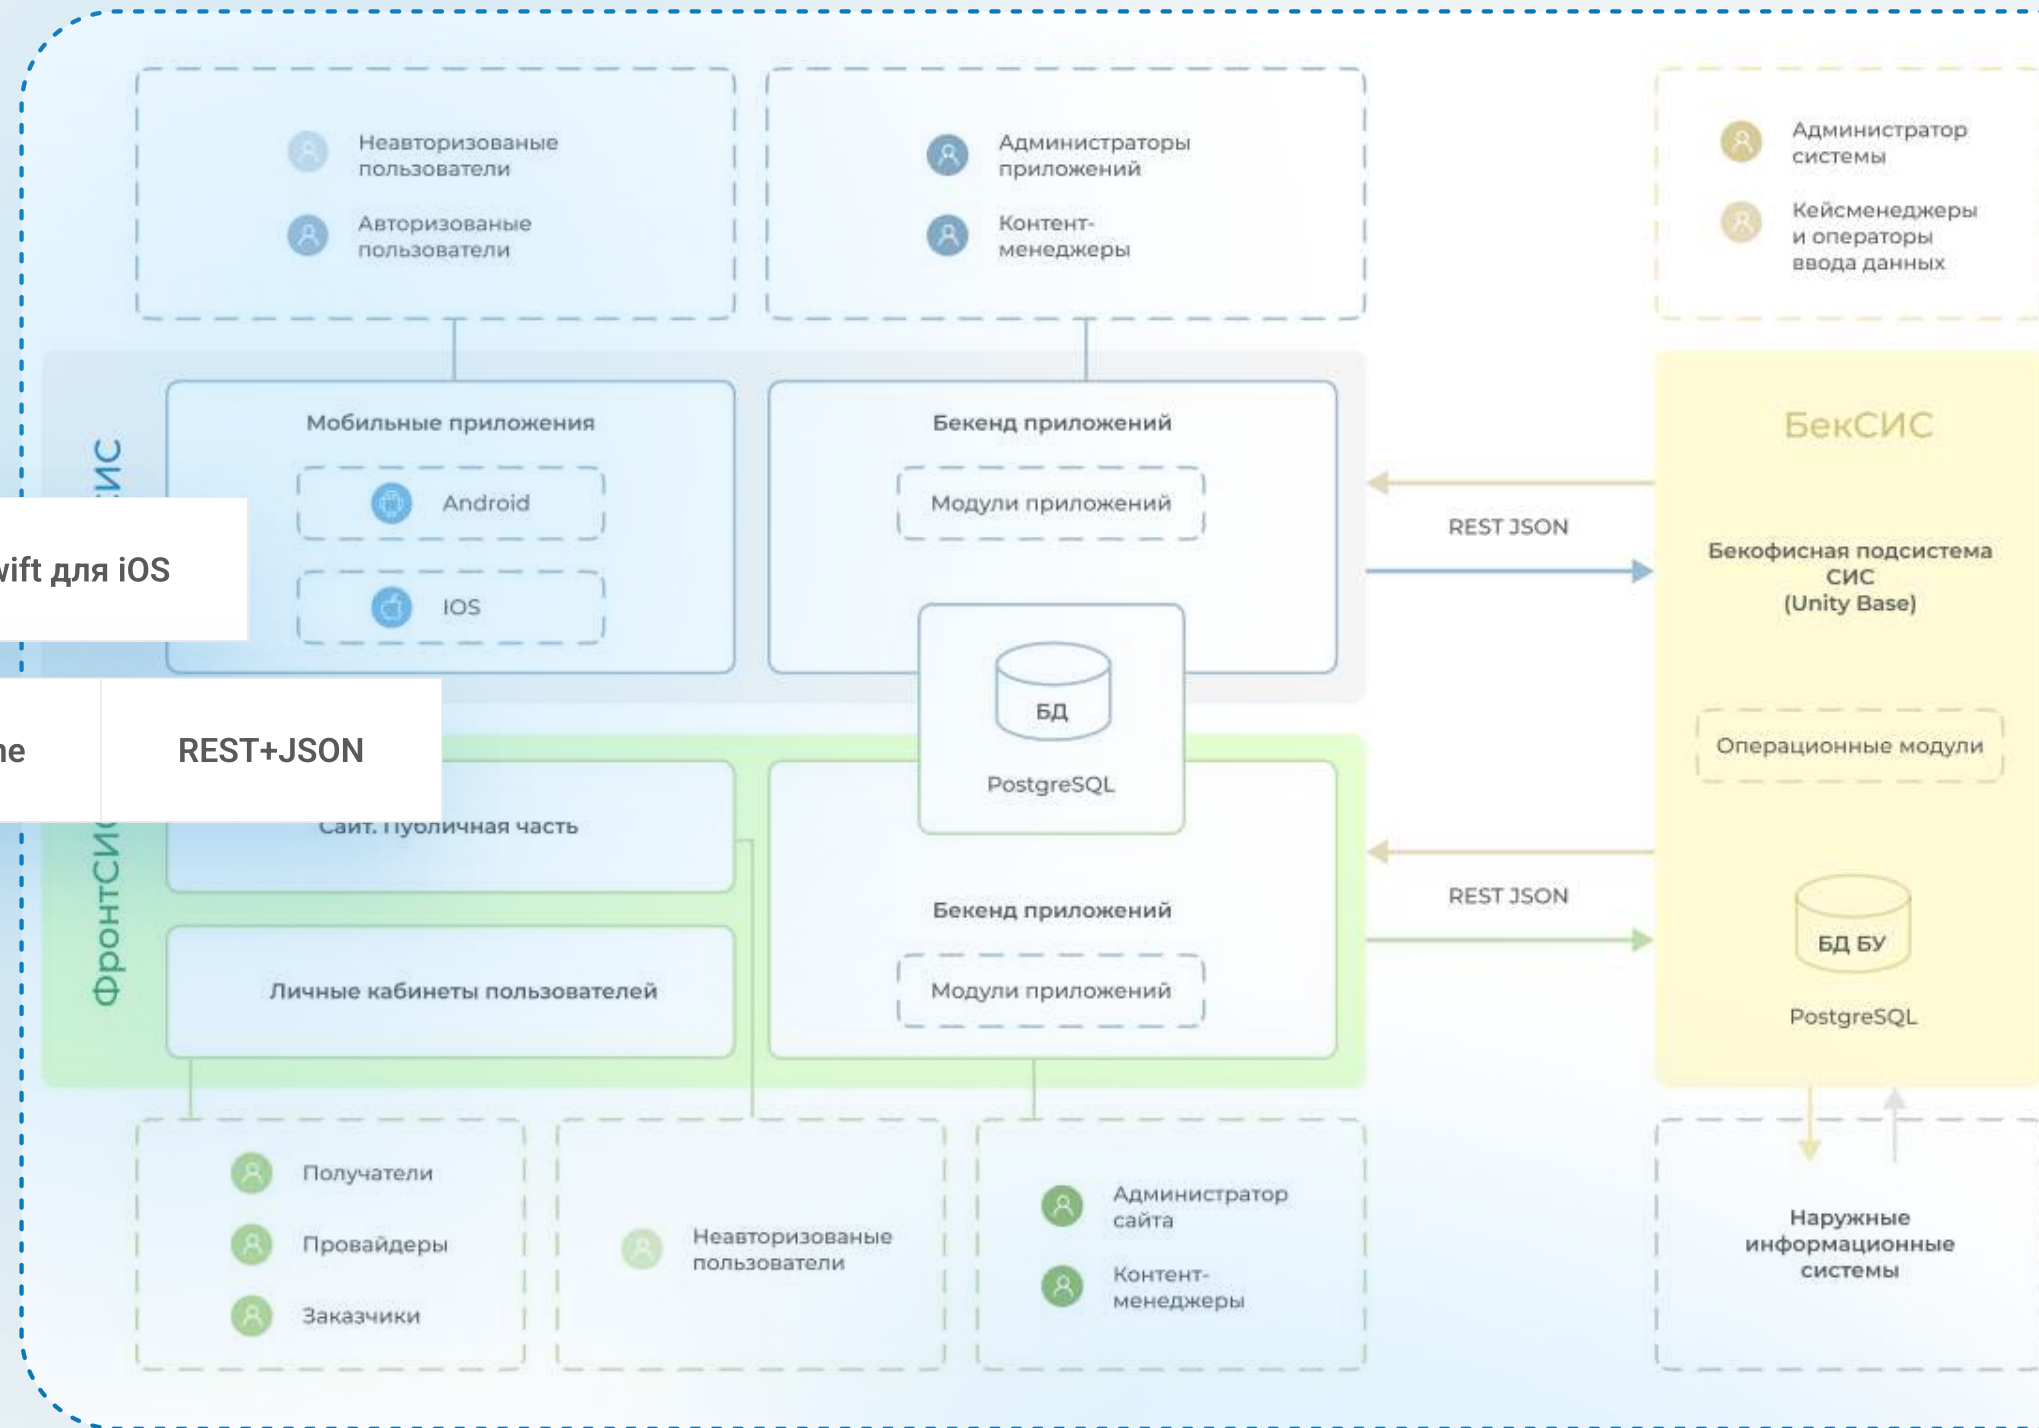 Неавторизованые
пользователи
Авторизованые
пользователи
Администраторы
приложений
Контент-
менеджеры
Администратор
системы
Кейсменеджеры
и операторы
ввода данных
Мобильные приложения
Android
IOS
Бекенд приложений
Модули приложений
БД
PostgreSQL
REST JSON
БекСИС
Бекофисная подсистема
СИС
(Unity Base)
Операционные модули
БД БУ
PostgreSQL
для iOS
REST+JSON
Сайт. Публичная часть
Личные кабинеты пользователей
Бекенд приложений
Модули приложений
REST JSON
Получатели
Провайдеры
Заказчики
Неавторизованые
пользователи
Администратор
сайта
Контент-
менеджеры
Наружные
информационные
системы